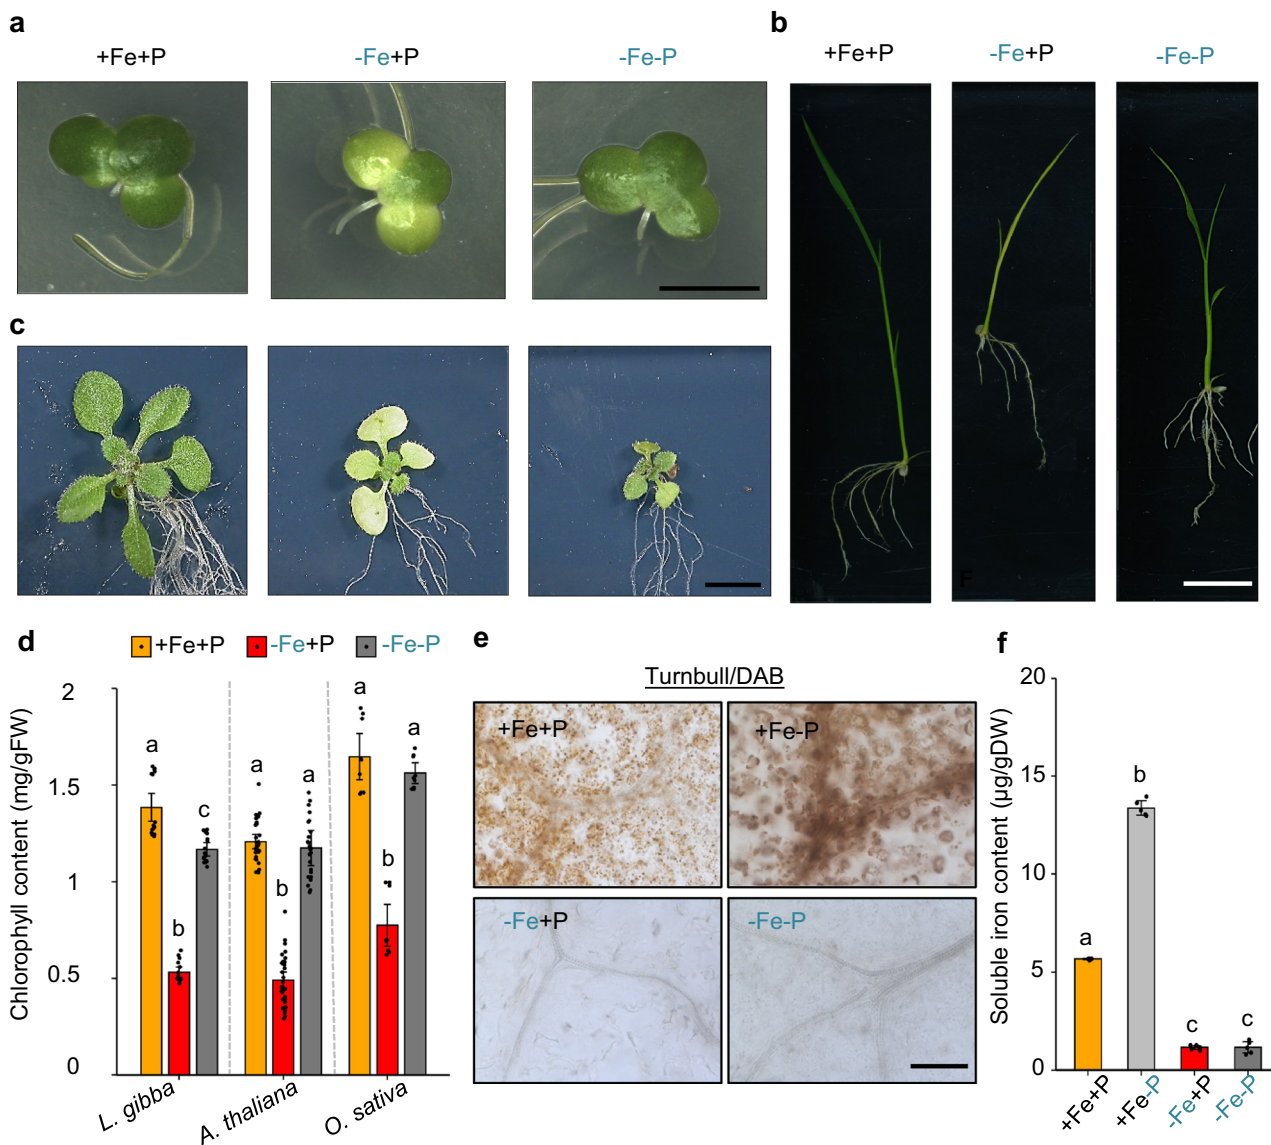 a
+Fe+P -Fe+P -Fe-P
b
+Fe+P -Fe+P -Fe-P
c
F
d
+Fe+P -Fe+P -Fe-P
Chlorophyll content (mg/gFW)
2
1.5
1
0.5
0
a b c
a b a
a b a
L. gibba A. thaliana O. sativa
e
Turnbull/DAB
+Fe+P +Fe-P
-Fe+P -Fe-P
f
Soluble iron content (µg/gDW)
20
15
10
5
0
a b c c
+Fe+P +Fe-P -Fe+P -Fe-P